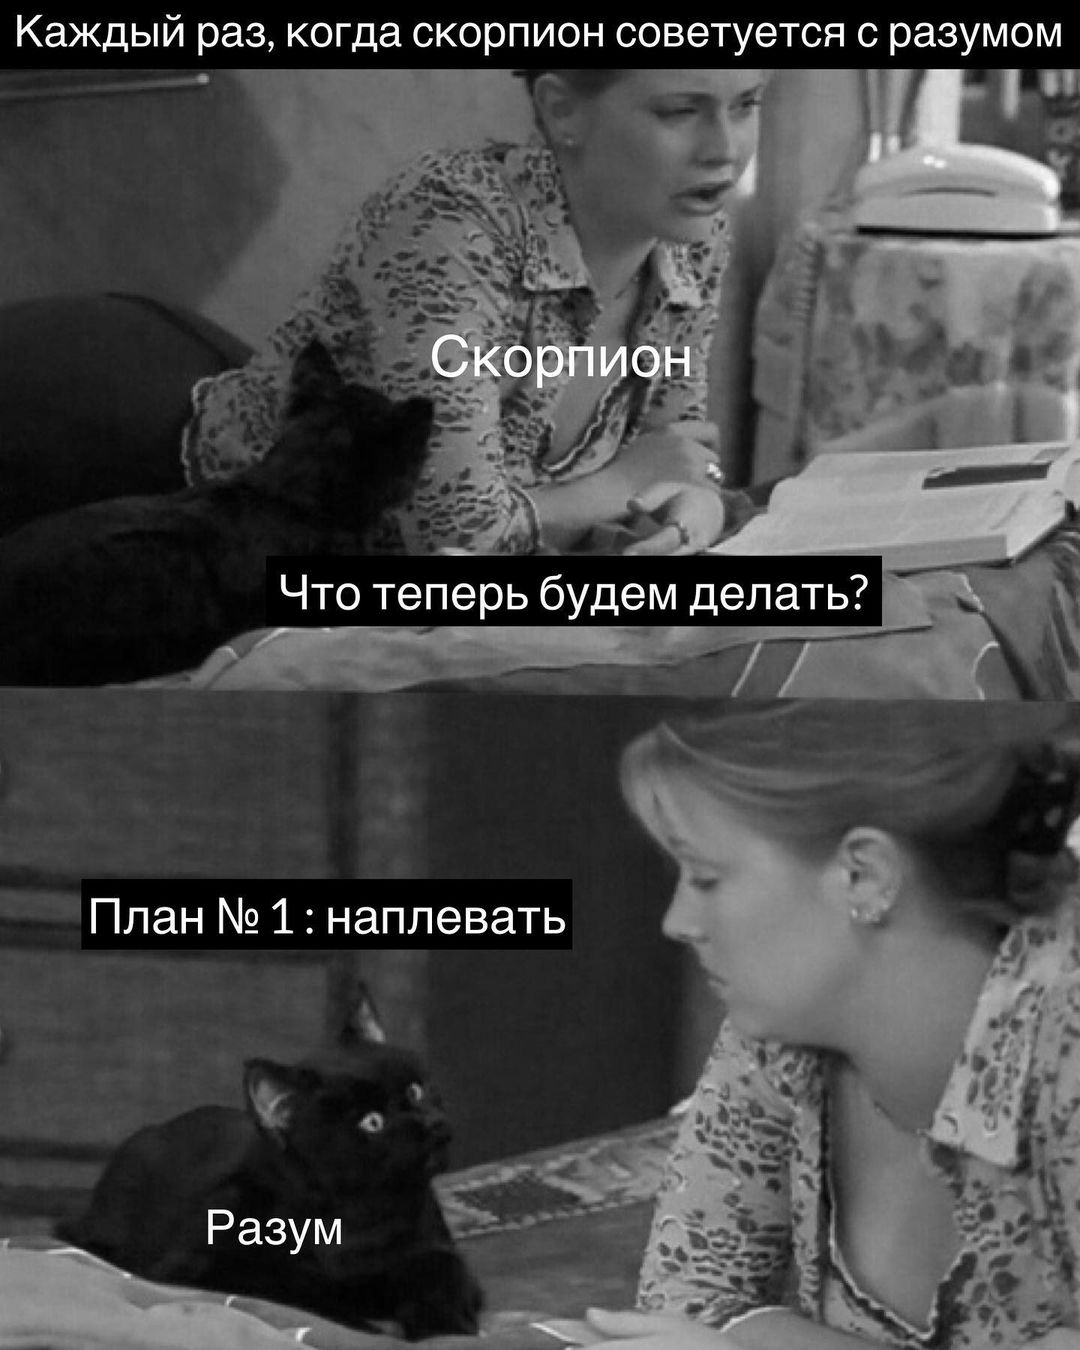 Каждый раз, когда скорпион советуется с разумом
Скорпион
Что теперь будем делать?
План № 1 : наплевать
Разум